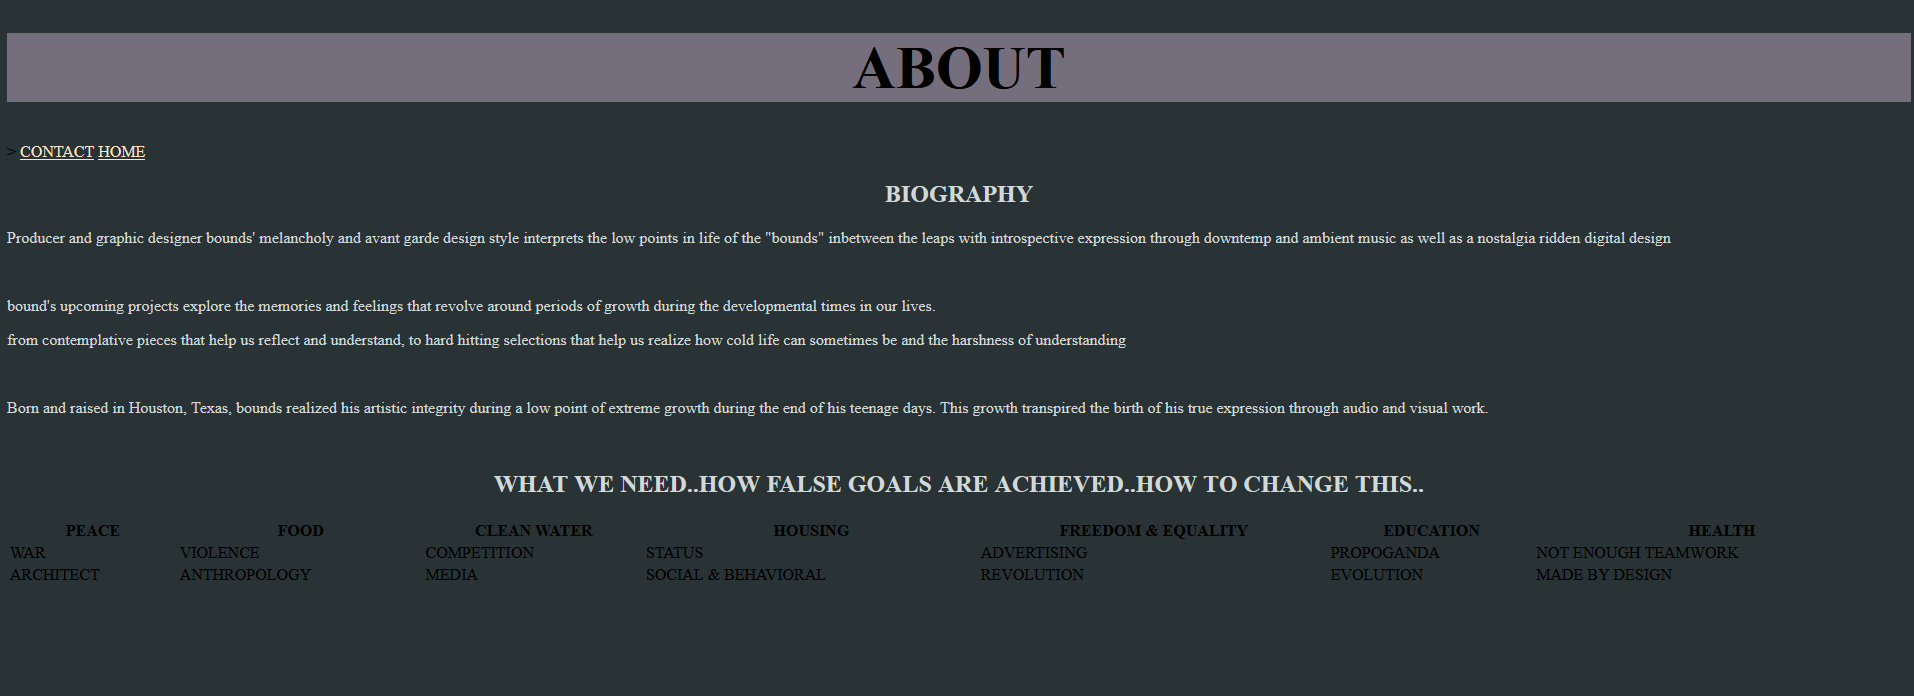 ABOUT
> CONTACT HOME
BIOGRAPHY
Producer and graphic designer bounds' melancholy and avant garde design style interprets the low points in life of the "bounds" inbetween the leaps with introspective expression through downtemp and ambient music as well as a nostalgia ridden digital design
bound's upcoming projects explore the memories and feelings that revolve around periods of growth during the developmental times in our lives.
from contemplative pieces that help us reflect and understand, to hard hitting selections that help us realize how cold life can sometimes be and the harshness of understanding
Born and raised in Houston, Texas, bounds realized his artistic integrity during a low point of extreme growth during the end of his teenage days. This growth transpired the birth of his true expression through audio and visual work.
WHAT WE NEED..HOW FALSE GOALS ARE ACHIEVED..HOW TO CHANGE THIS..
PEACE FOOD CLEAN WATER HOUSING FREEDOM & EQUALITY EDUCATION HEALTH
WAR VIOLENCE COMPETITION STATUS ADVERTISING PROPOGANDA NOT ENOUGH TEAMWORK
ARCHITECT ANTHROPOLOGY MEDIA SOCIAL & BEHAVIORAL REVOLUTION EVOLUTION MADE BY DESIGN